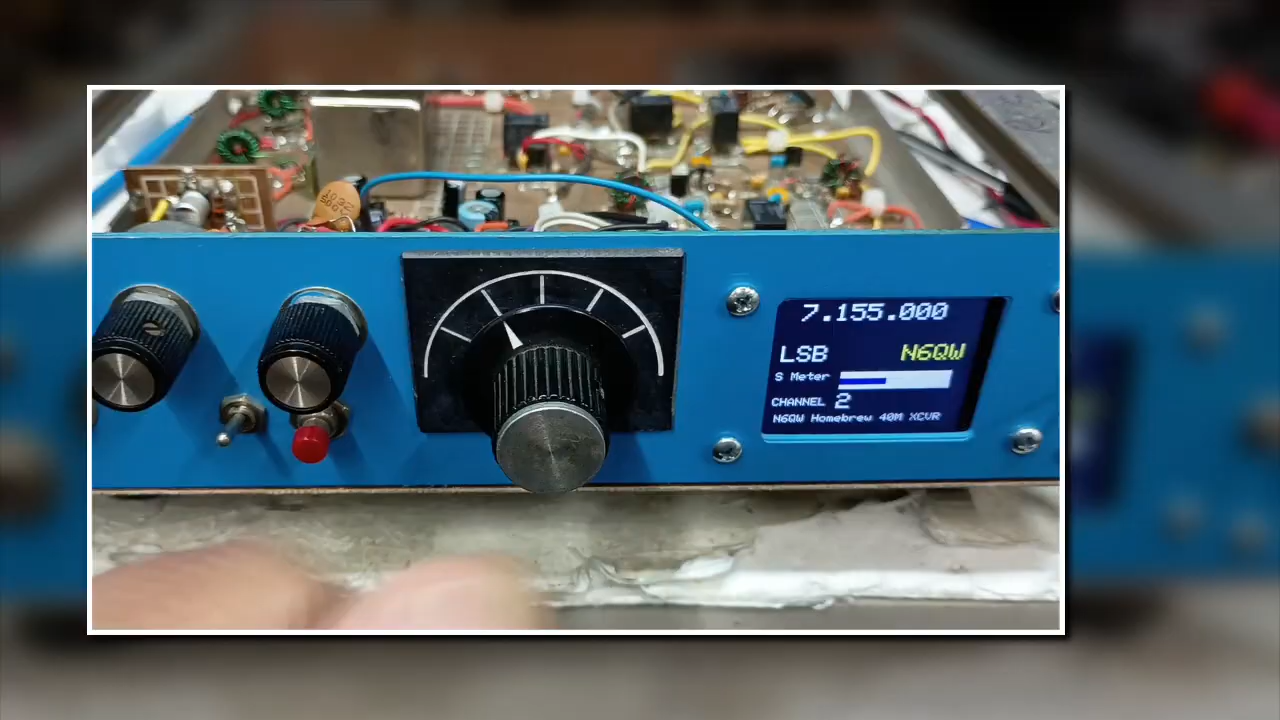 7.155.000
LSB N6QW
S Meter
CHANNEL 2
N6QW Homebrew 40M XCVR